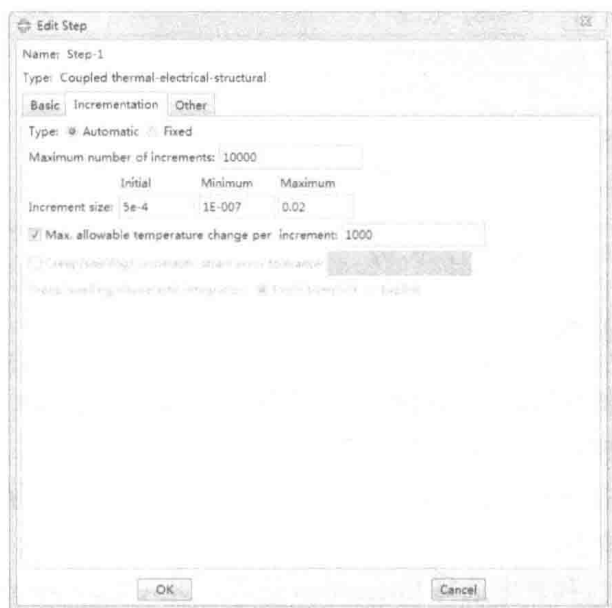 Edit Step
Name: Step-1
Type: Coupled thermal-electrical-structural
Basic Incrementation Other
Type: Automatic Fixed
Maximum number of increments: 10000
Initial Minimum Maximum
Increment size: 5e-4 1E-007 0.02
Max. allowable temperature change per increment: 1000
OK Cancel